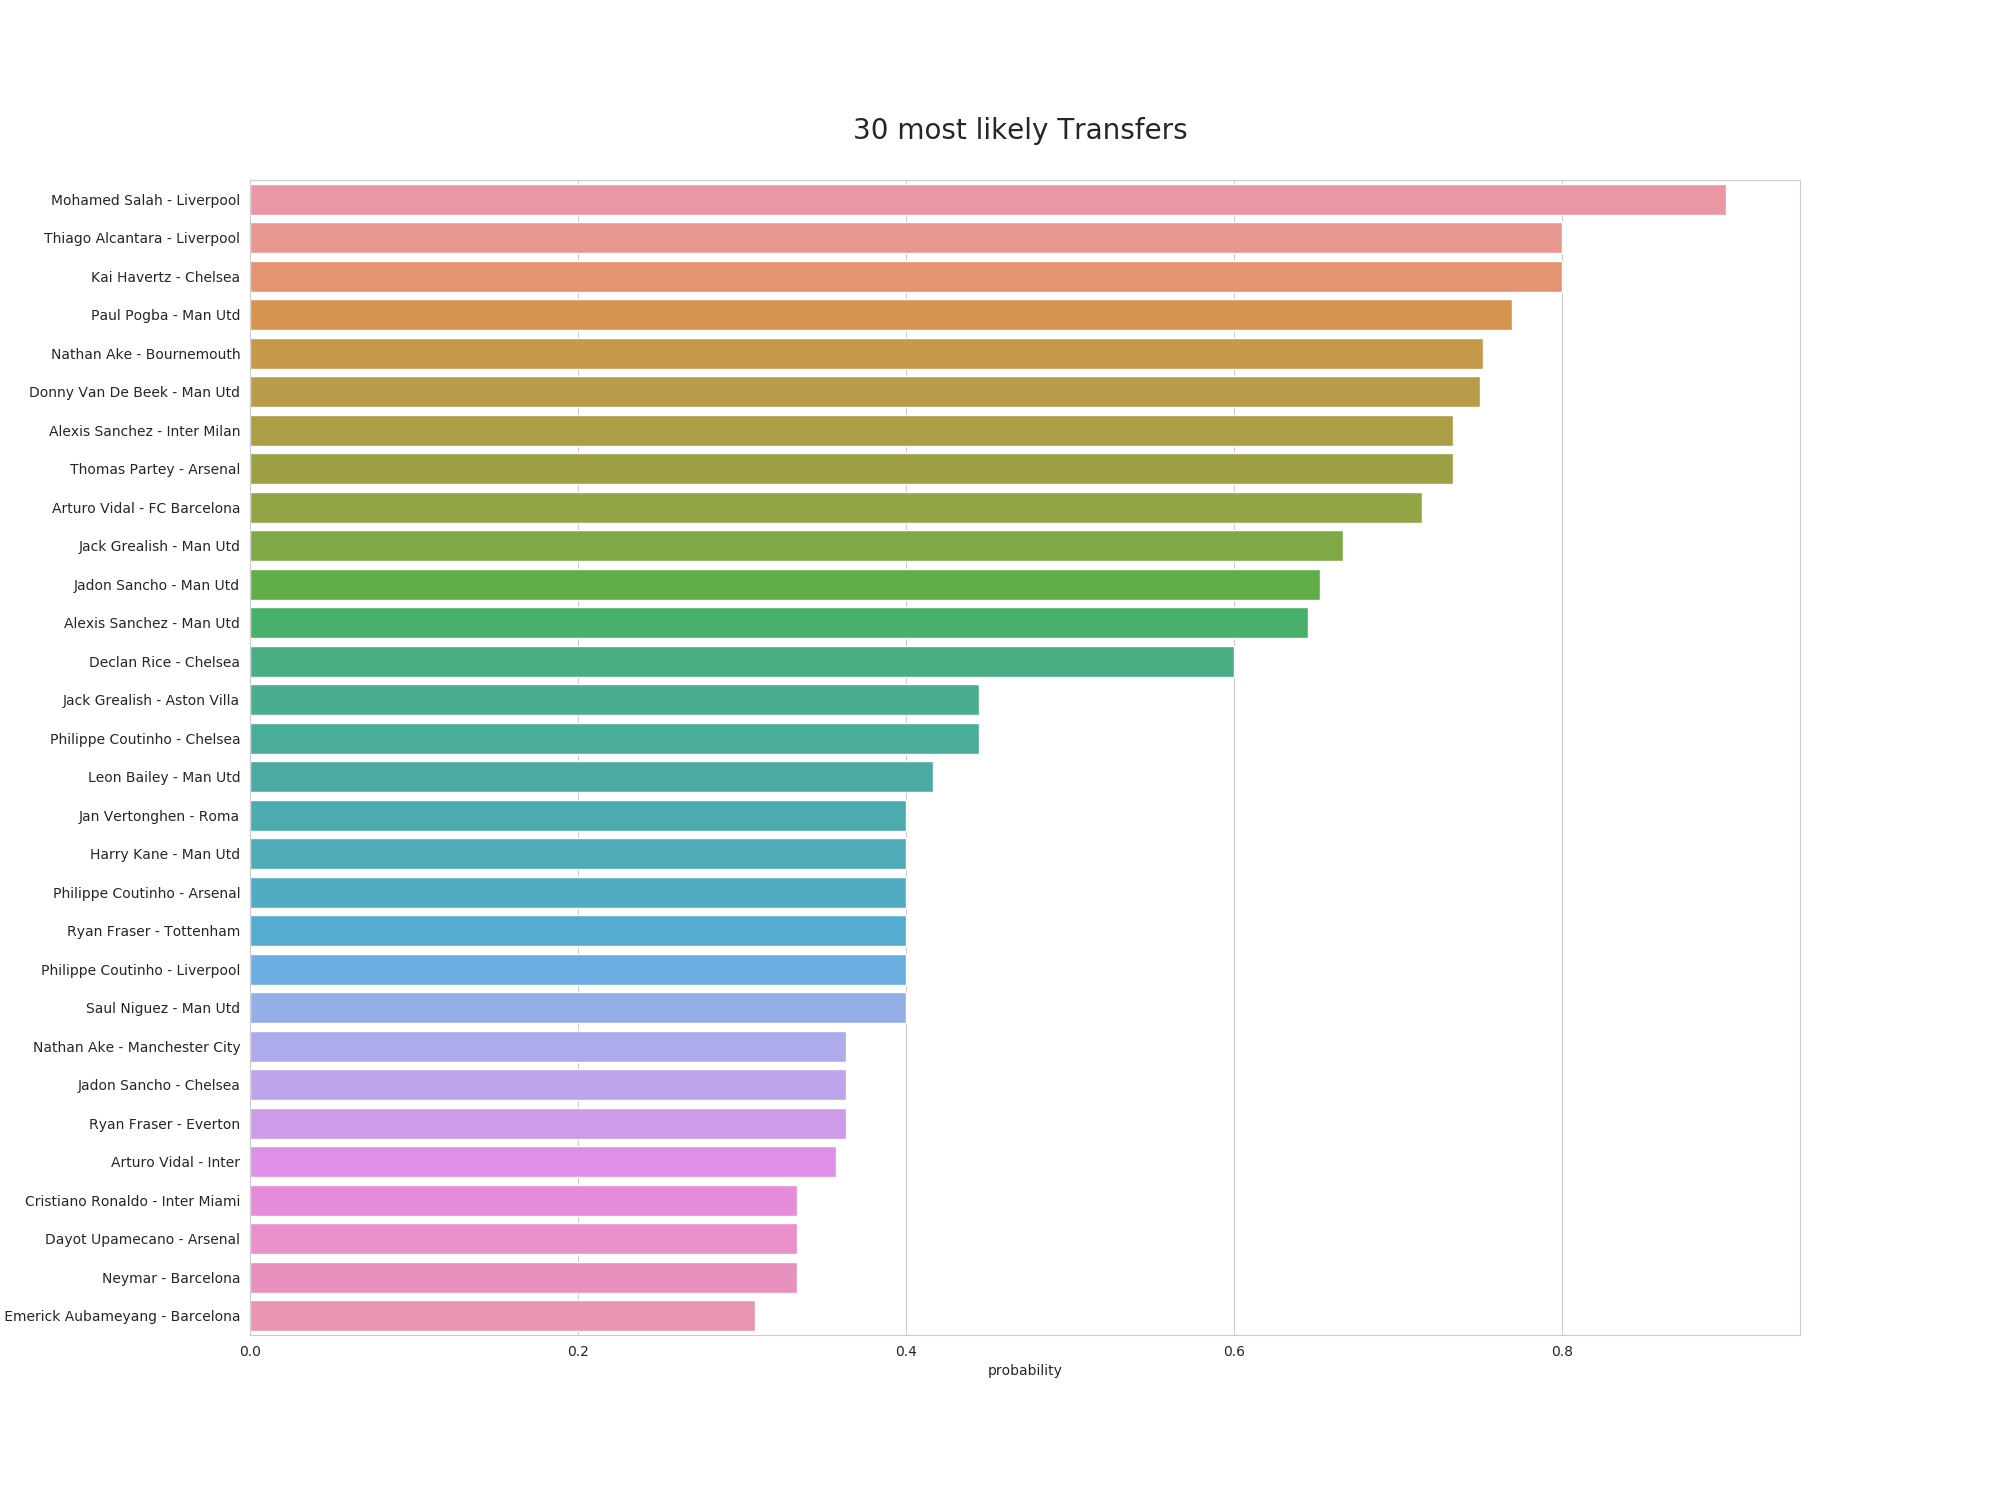 30 most likely Transfers
Mohamed Salah - Liverpool
Thiago Alcantara - Liverpool
Kai Havertz - Chelsea
Paul Pogba - Man Utd
Nathan Ake - Bournemouth
Donny Van De Beek - Man Utd
Alexis Sanchez - Inter Milan
Thomas Partey - Arsenal
Arturo Vidal - FC Barcelona
Jack Grealish - Man Utd
Jadon Sancho - Man Utd
Alexis Sanchez - Man Utd
Declan Rice - Chelsea
Jack Grealish - Aston Villa
Philippe Coutinho - Chelsea
Leon Bailey - Man Utd
Jan Vertonghen - Roma
Harry Kane - Man Utd
Philippe Coutinho - Arsenal
Ryan Fraser - Tottenham
Philippe Coutinho - Liverpool
Saul Niguez - Man Utd
Nathan Ake - Manchester City
Jadon Sancho - Chelsea
Ryan Fraser - Everton
Arturo Vidal - Inter
Cristiano Ronaldo - Inter Miami
Dayot Upamecano - Arsenal
Neymar - Barcelona
Emerick Aubameyang - Barcelona
0.0 0.2 0.4 0.6 0.8
probability